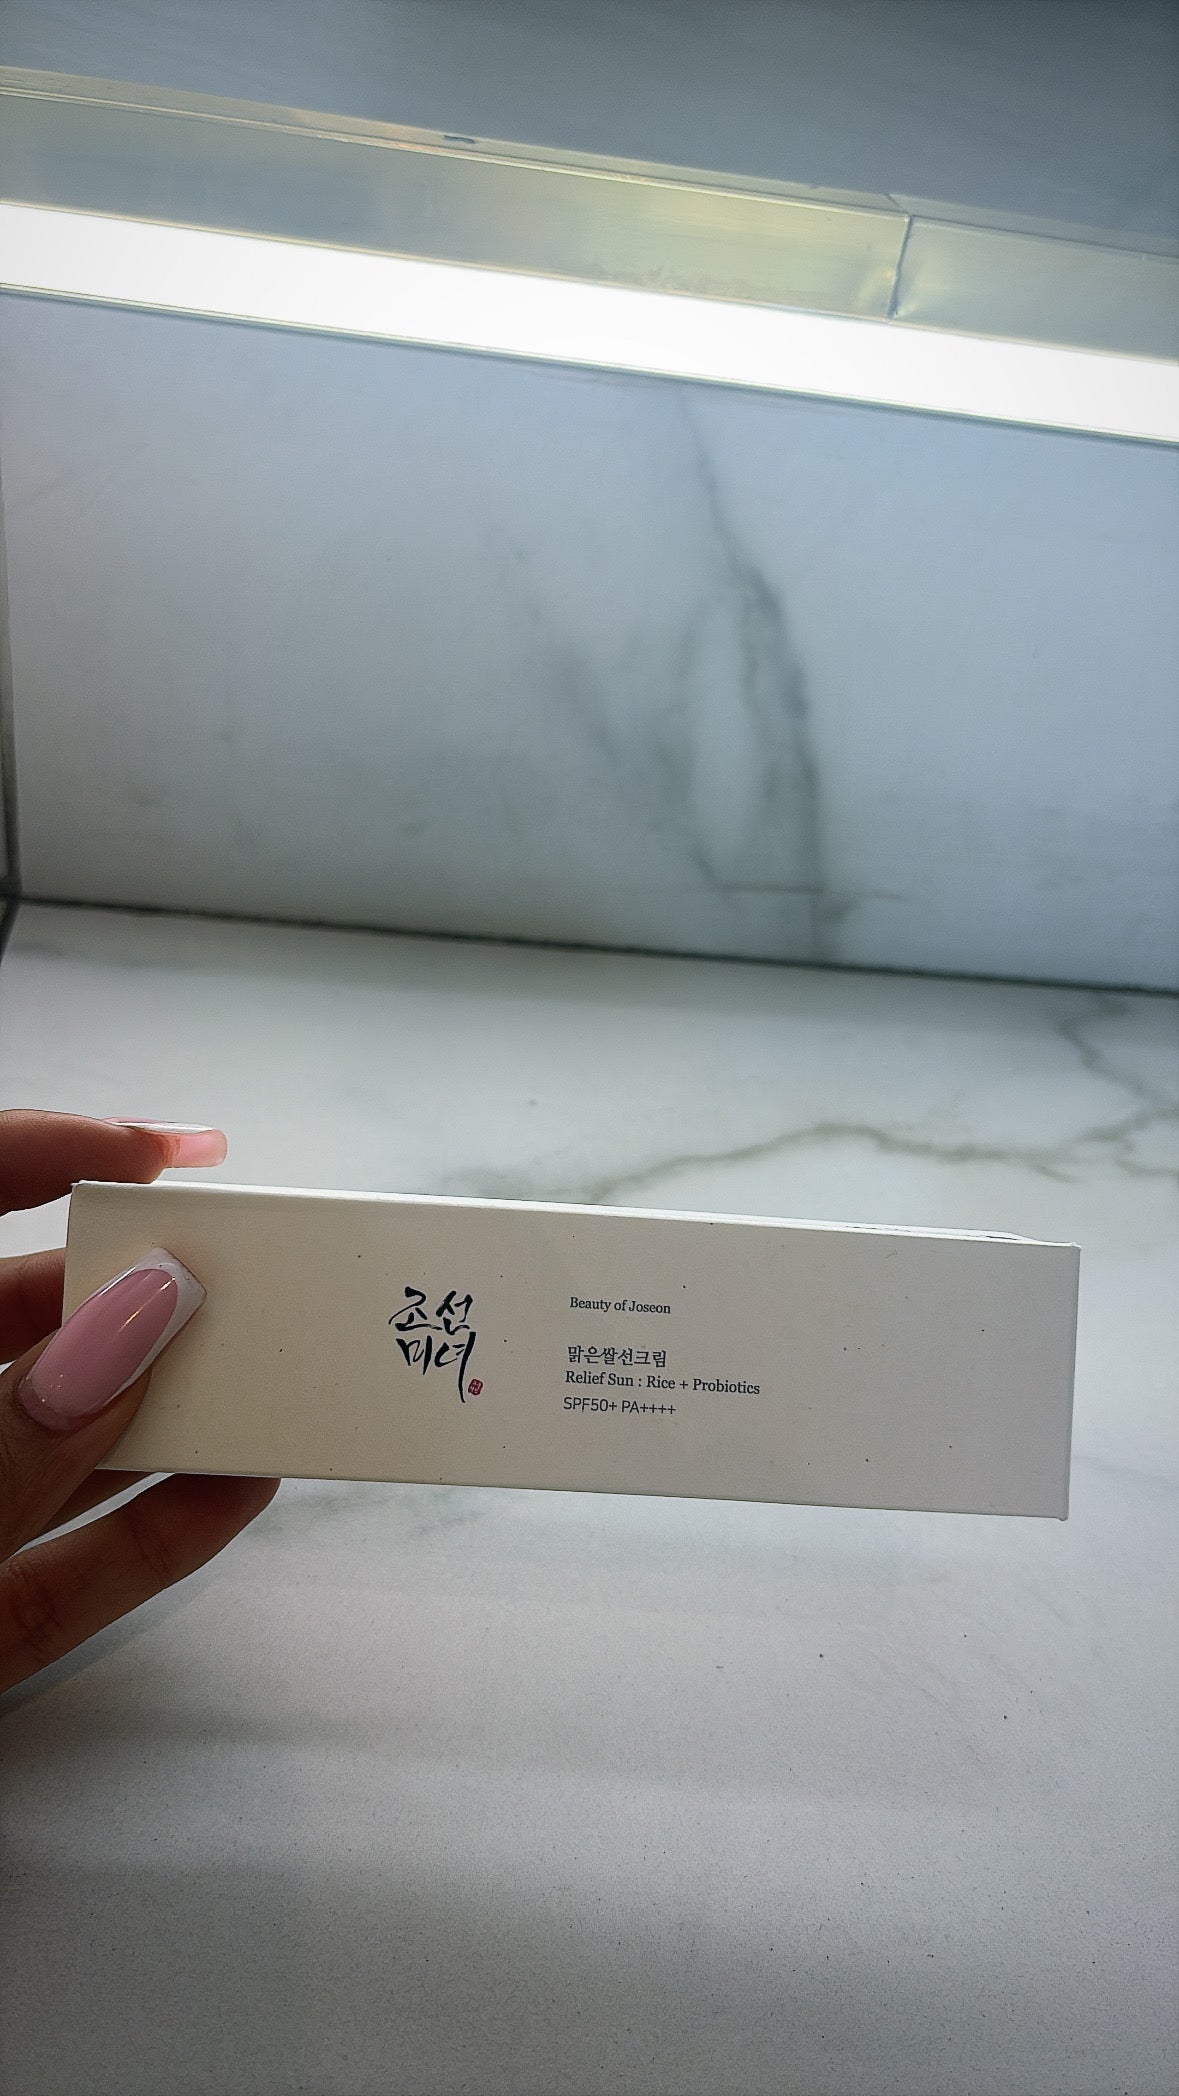 조선
미녀
Beauty of Joseon
맑은쌀선크림
Relief Sun : Rice + Probiotics
SPF50+ PA++++